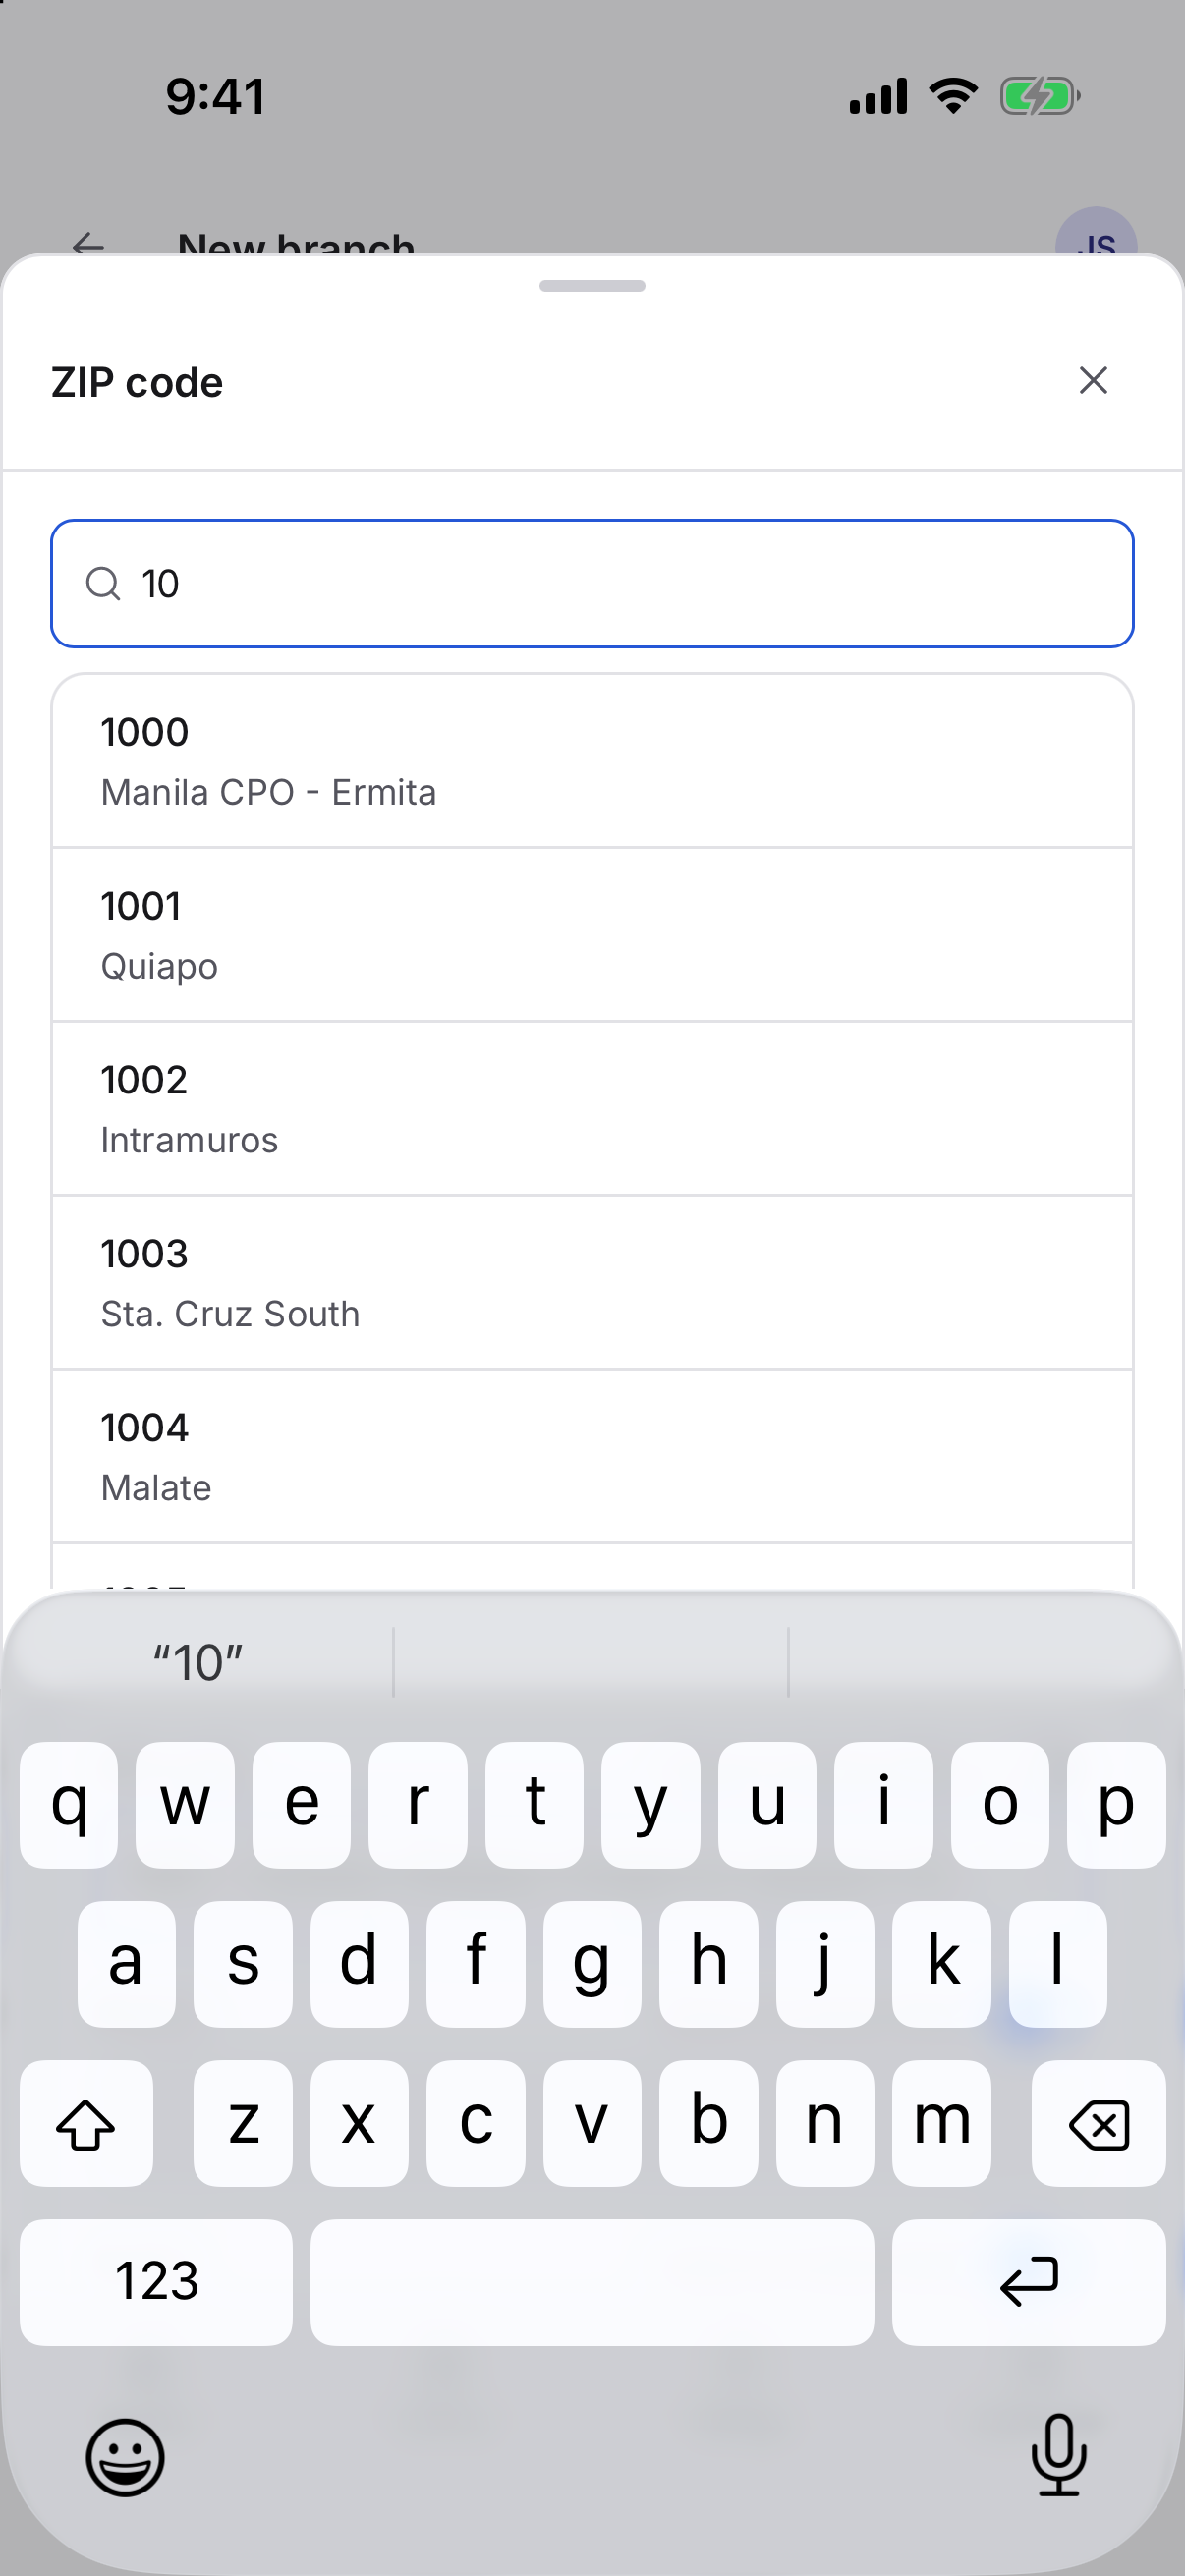 9:41
New branch
JS
ZIP code
10
1000
Manila CPO - Ermita
1001
Quiapo
1002
Intramuros
1003
Sta. Cruz South
1004
Malate
“10”
q w e r t y u i o p
a s d f g h j k l
z x c v b n m
123